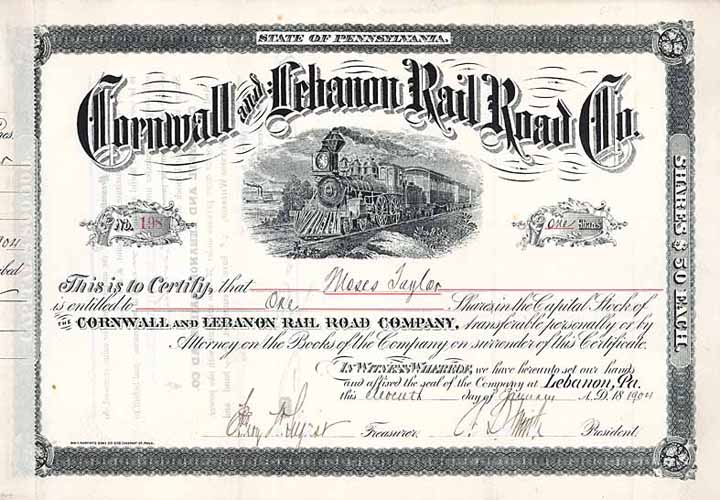 STATE OF PENNSYLVANIA.
Cornwall and Lebanon Rail Road Co.
No. 198
One Shares
SHARES $50 EACH.
This is to Certify, that Moses Taylor
is entitled to One Shares in the Capital Stock of
THE CORNWALL AND LEBANON RAIL ROAD COMPANY, transferable personally or by
Attorney on the Books of the Company on surrender of this Certificate.
IN WITNESS WHEREOF, we have hereunto set our hands
and affixed the seal of the Company at Lebanon, Pa.
this Eleventh day of January A.D. 18 1904
Treasurer. President.